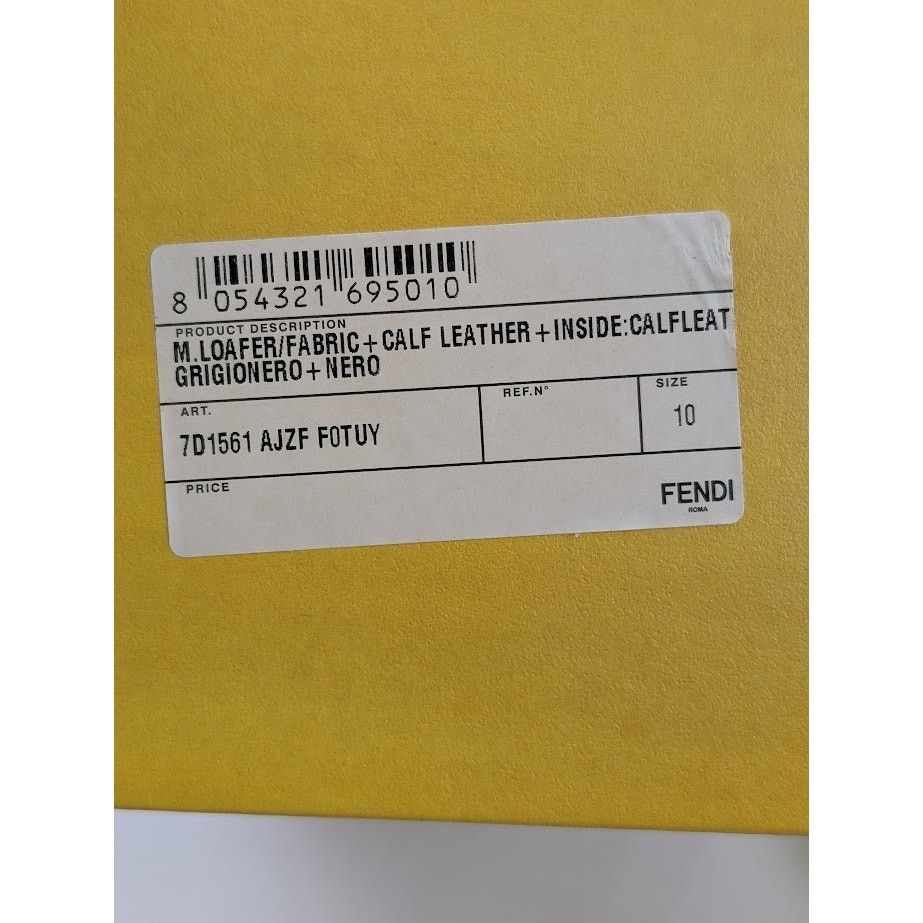 8 054321 695010
PRODUCT DESCRIPTION
M.LOAFER/FABRIC+CALF LEATHER+INSIDE:CALFLEAT
GRIGIONERO+NERO
ART.
7D1561 AJZF F0TUY
REF.N°
SIZE
10
PRICE
FENDI
ROMA